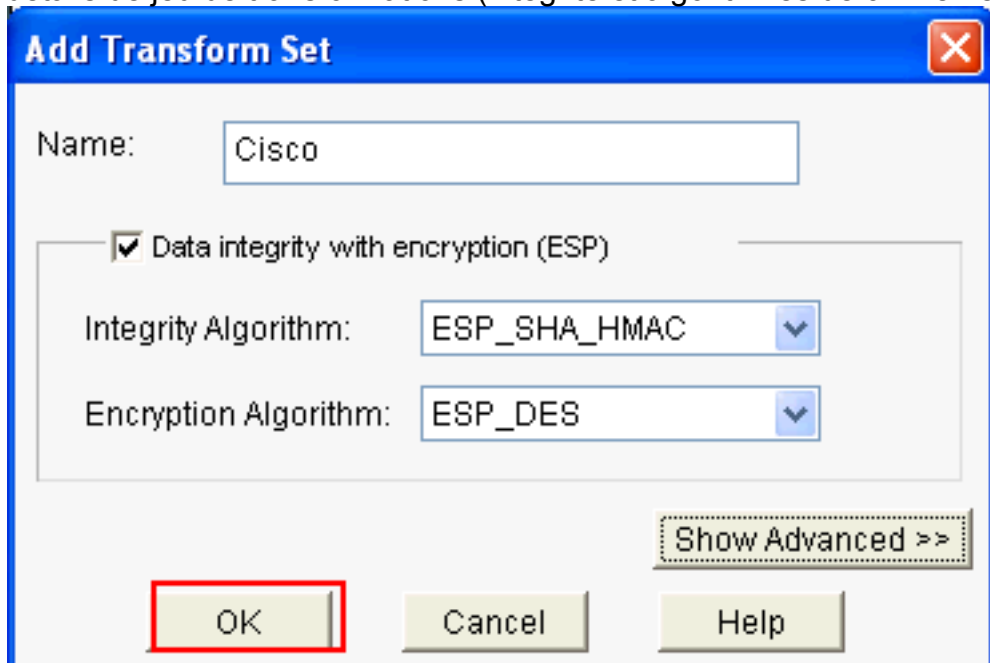 Add Transform Set
Name: Cisco
Data integrity with encryption (ESP)
Integrity Algorithm: ESP_SHA_HMAC
Encryption Algorithm: ESP_DES
Show Advanced >>
OK Cancel Help